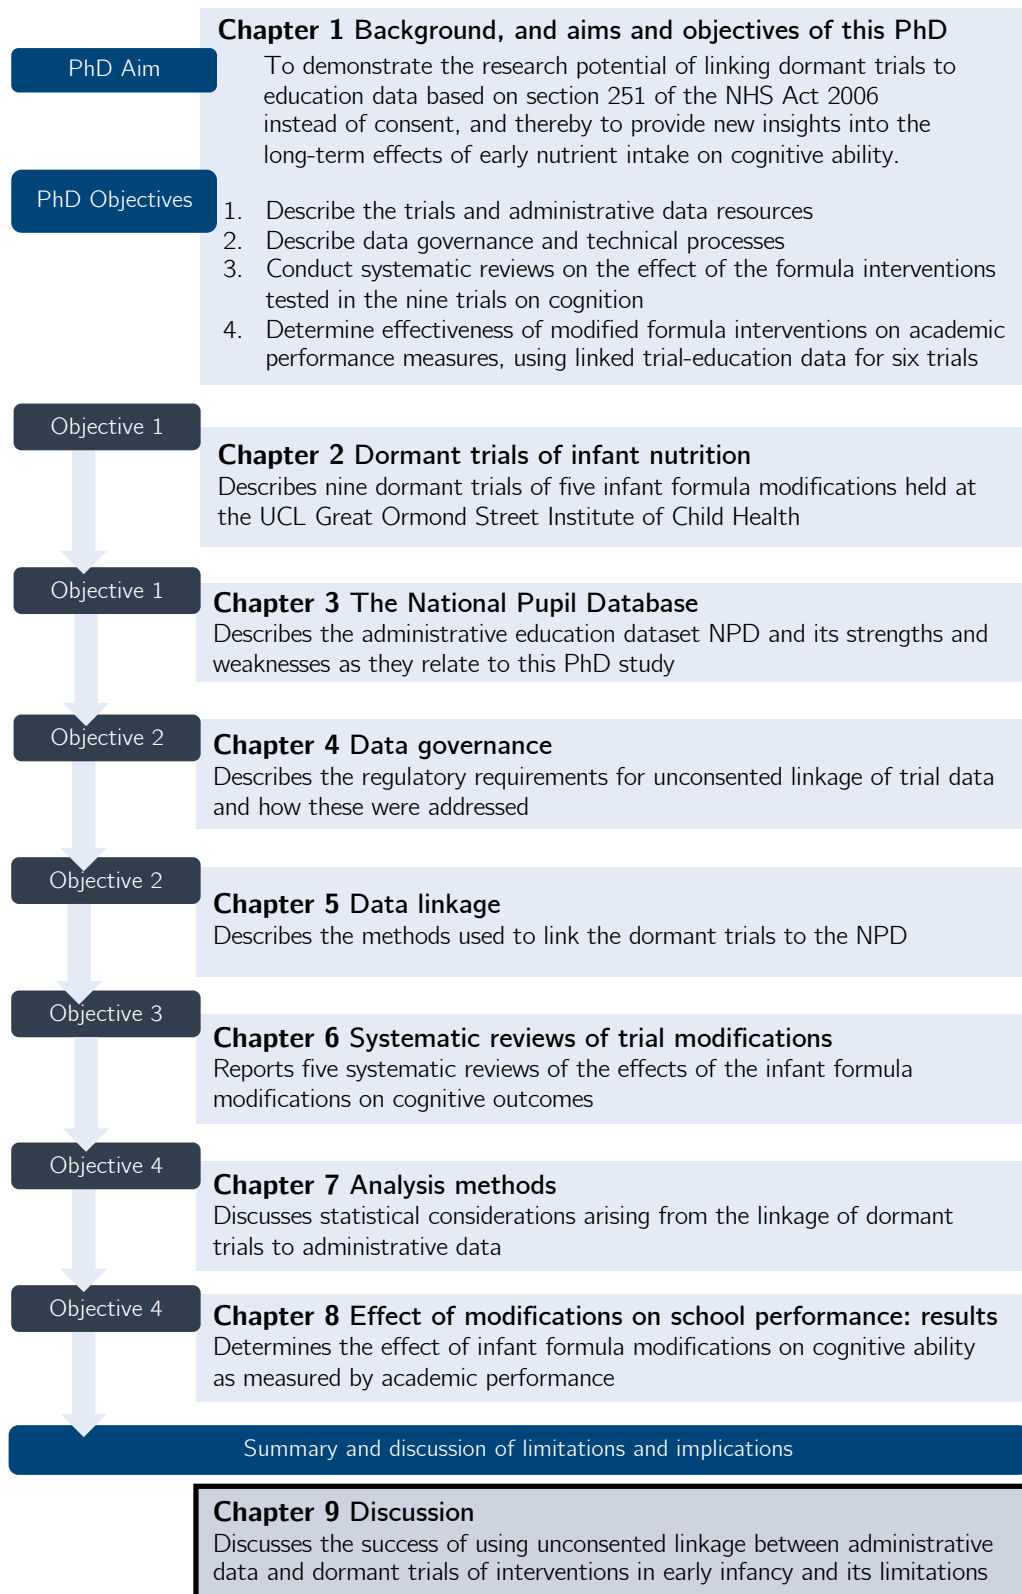 Chapter 1 Background, and aims and objectives of this PhD
PhD Aim
To demonstrate the research potential of linking dormant trials to
education data based on section 251 of the NHS Act 2006
instead of consent, and thereby to provide new insights into the
long-term effects of early nutrient intake on cognitive ability.
PhD Objectives
1. Describe the trials and administrative data resources
2. Describe data governance and technical processes
3. Conduct systematic reviews on the effect of the formula interventions
tested in the nine trials on cognition
4. Determine effectiveness of modified formula interventions on academic
performance measures, using linked trial-education data for six trials
Objective 1
Chapter 2 Dormant trials of infant nutrition
Describes nine dormant trials of five infant formula modifications held at
the UCL Great Ormond Street Institute of Child Health
Objective 1
Chapter 3 The National Pupil Database
Describes the administrative education dataset NPD and its strengths and
weaknesses as they relate to this PhD study
Objective 2
Chapter 4 Data governance
Describes the regulatory requirements for unconsented linkage of trial data
and how these were addressed
Objective 2
Chapter 5 Data linkage
Describes the methods used to link the dormant trials to the NPD
Objective 3
Chapter 6 Systematic reviews of trial modifications
Reports five systematic reviews of the effects of the infant formula
modifications on cognitive outcomes
Objective 4
Chapter 7 Analysis methods
Discusses statistical considerations arising from the linkage of dormant
trials to administrative data
Objective 4
Chapter 8 Effect of modifications on school performance: results
Determines the effect of infant formula modifications on cognitive ability
as measured by academic performance
Summary and discussion of limitations and implications
Chapter 9 Discussion
Discusses the success of using unconsented linkage between administrative
data and dormant trials of interventions in early infancy and its limitations